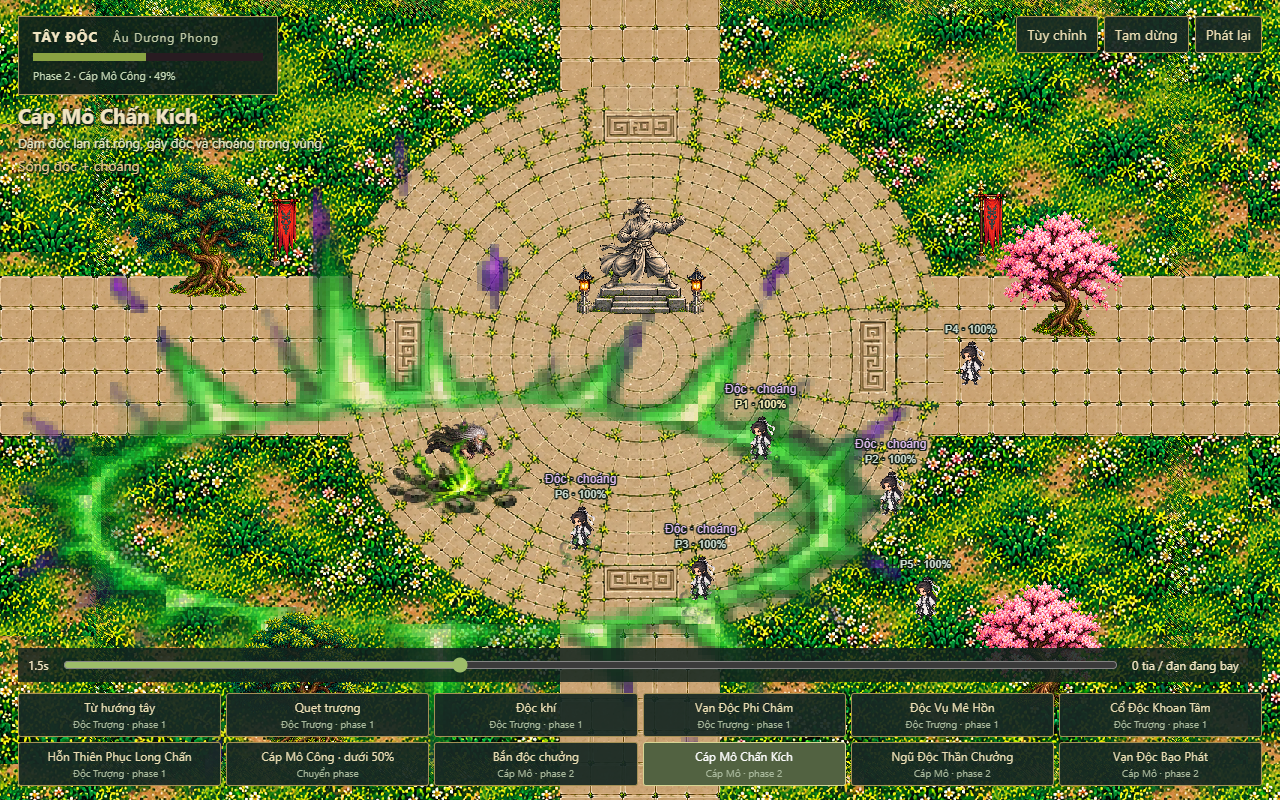 TÂY ĐỘC Âu Dương Phong
Phase 2 · Cáp Mô Công · 49%
Tùy chỉnh
Tạm dừng
Phát lại
Cáp Mô Chấn Kích
Dậm độc lan rất rộng, gây độc và choáng trong vùng.
Sóng độc + choáng
P4 · 100%
Độc · choáng
P1 · 100%
Độc · choáng
P2 · 100%
Độc · choáng
P6 · 100%
Độc · choáng
P3 · 100%
P5 · 100%
1.5s
0 tia / đạn đang bay
Từ hướng tây
Độc Trượng · phase 1
Quẹt trượng
Độc Trượng · phase 1
Độc khí
Độc Trượng · phase 1
Vạn Độc Phi Châm
Độc Trượng · phase 1
Độc Vụ Mê Hồn
Độc Trượng · phase 1
Cổ Độc Khoan Tâm
Độc Trượng · phase 1
Hỗn Thiên Phục Long Chấn
Độc Trượng · phase 1
Cáp Mô Công · dưới 50%
Chuyển phase
Bắn độc chưởng
Cáp Mô · phase 2
Cáp Mô Chấn Kích
Cáp Mô · phase 2
Ngũ Độc Thần Chưởng
Cáp Mô · phase 2
Vạn Độc Bạo Phát
Cáp Mô · phase 2